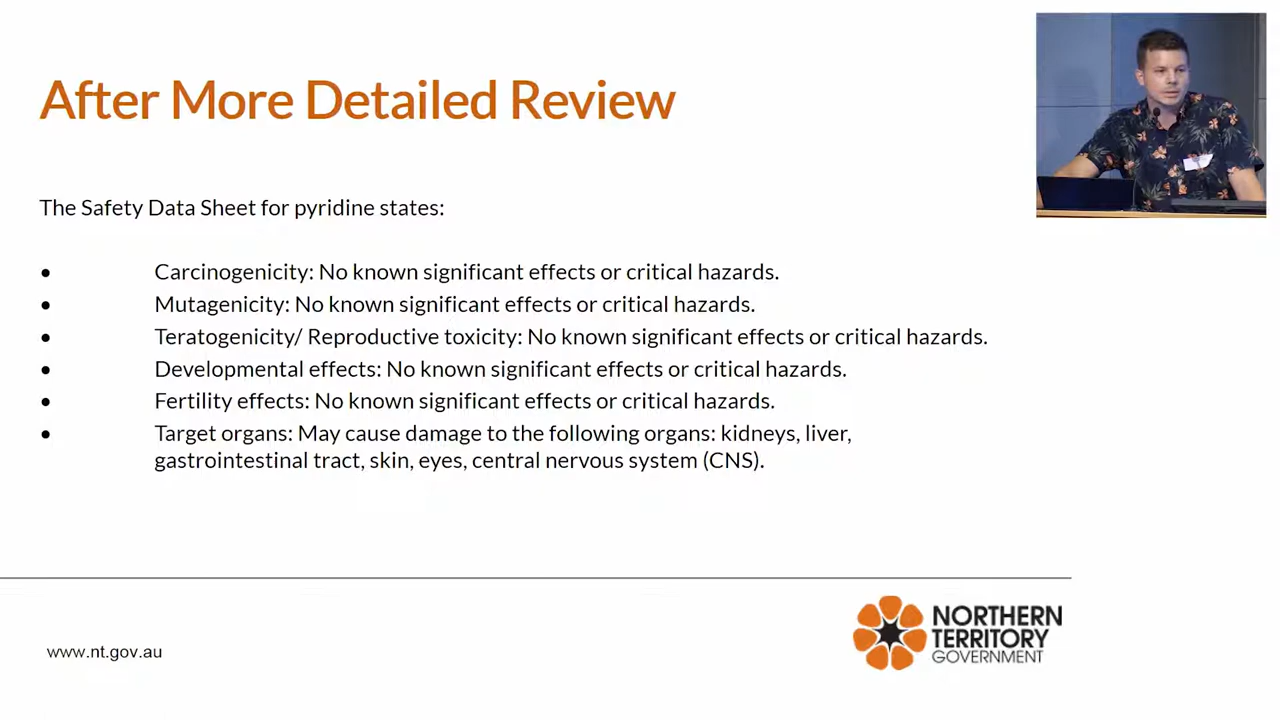 After More Detailed Review
The Safety Data Sheet for pyridine states:
• Carcinogenicity: No known significant effects or critical hazards.
• Mutagenicity: No known significant effects or critical hazards.
• Teratogenicity/ Reproductive toxicity: No known significant effects or critical hazards.
• Developmental effects: No known significant effects or critical hazards.
• Fertility effects: No known significant effects or critical hazards.
• Target organs: May cause damage to the following organs: kidneys, liver,
gastrointestinal tract, skin, eyes, central nervous system (CNS).
www.nt.gov.au
NORTHERN
TERRITORY
GOVERNMENT